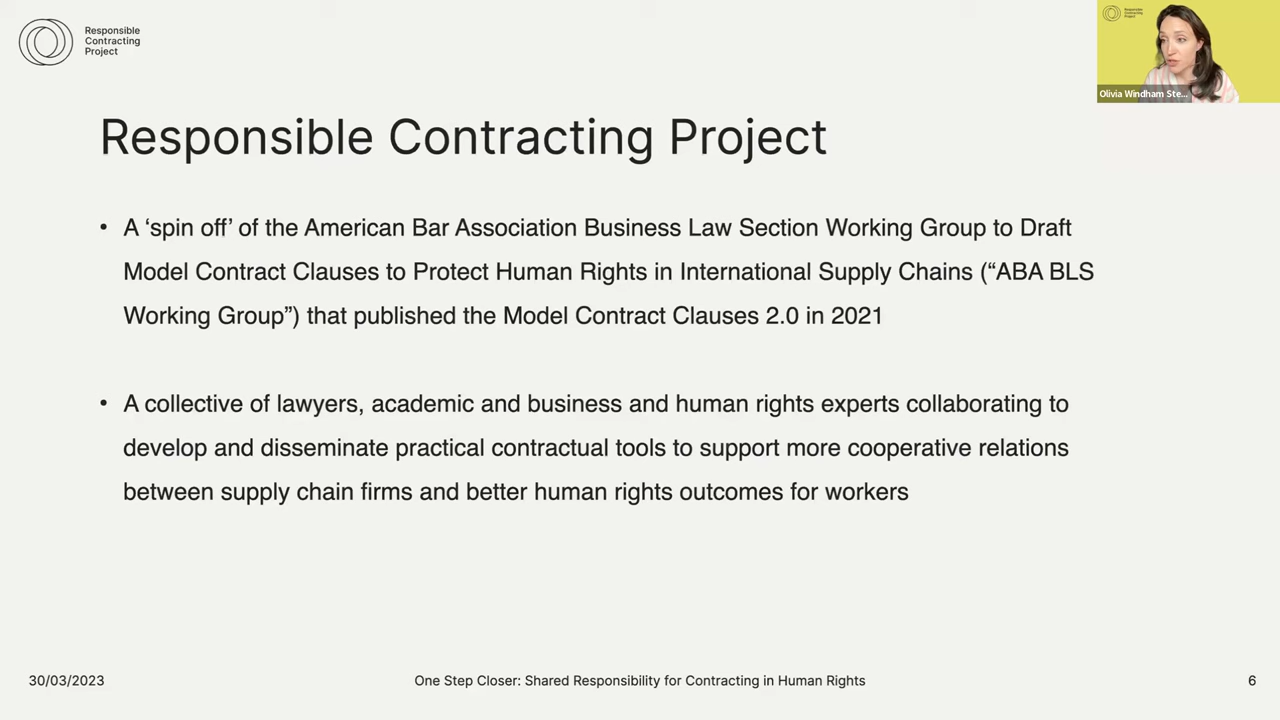 Responsible
Contracting
Project
Responsible
Contracting
Project
Olivia Windham Ste...
Responsible Contracting Project
• A ‘spin off’ of the American Bar Association Business Law Section Working Group to Draft
Model Contract Clauses to Protect Human Rights in International Supply Chains (“ABA BLS
Working Group”) that published the Model Contract Clauses 2.0 in 2021
• A collective of lawyers, academic and business and human rights experts collaborating to
develop and disseminate practical contractual tools to support more cooperative relations
between supply chain firms and better human rights outcomes for workers
30/03/2023
One Step Closer: Shared Responsibility for Contracting in Human Rights
6